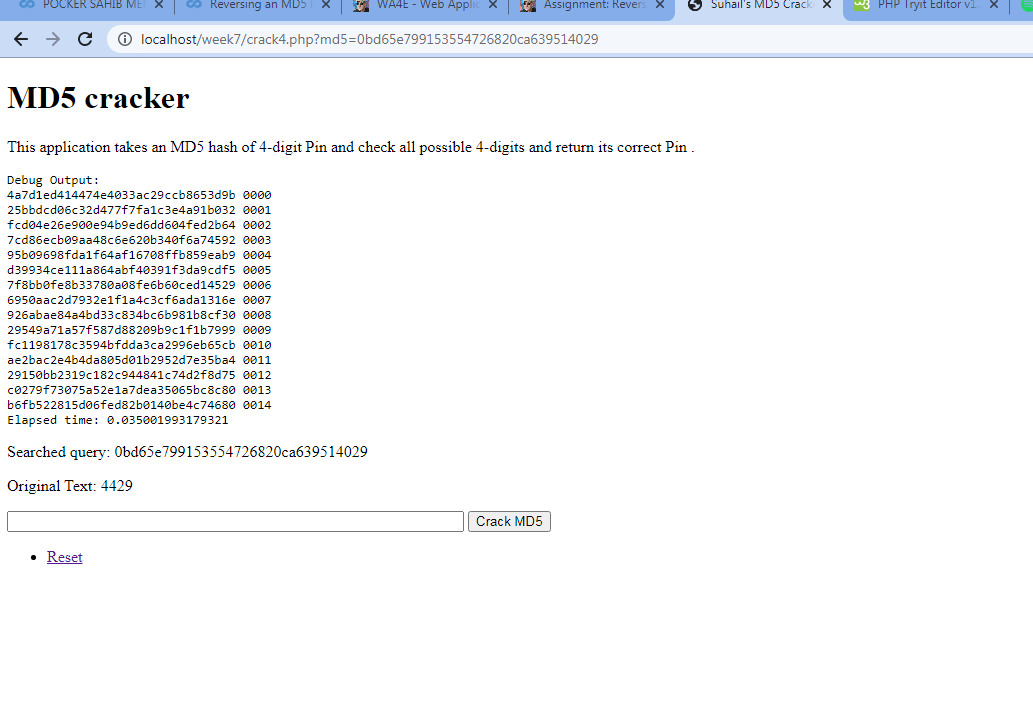 POCKER SAHIB MEM
Reversing an MD5 h
WA4E - Web Applic
Assignment: Revers
Suhail's MD5 Crack
PHP Tryit Editor v1.
localhost/week7/crack4.php?md5=0bd65e799153554726820ca639514029
MD5 cracker
This application takes an MD5 hash of 4-digit Pin and check all possible 4-digits and return its correct Pin .
Debug Output:
4a7d1ed414474e4033ac29ccb8653d9b 0000
25bbdcd06c32d477f7fa1c3e4a91b032 0001
fcd04e26e900e94b9ed6dd604fed2b64 0002
7cd86ecb09aa48c6e620b340f6a74592 0003
95b09698fda1f64af16708ffb859eab9 0004
d39934ce111a864abf40391f3da9cdf5 0005
7f8bb0fe8b33780a08fe6b60ced14529 0006
6950aac2d7932e1f1a4c3cf6ada1316e 0007
926abae84a4bd33c834bc6b981b8cf30 0008
29549a71a57f587d88209b9c1f1b7999 0009
fc1198178c3594bfdda3ca2996eb65cb 0010
ae2bac2e4b4da805d01b2952d7e35ba4 0011
29150bb2319c182c944841c74d2f8d75 0012
c0279f73075a52e1a7dea35065bc8c80 0013
b6fb522815d06fed82b0140be4c74680 0014
Elapsed time: 0.035001993179321
Searched query: 0bd65e799153554726820ca639514029
Original Text: 4429
Crack MD5
Reset